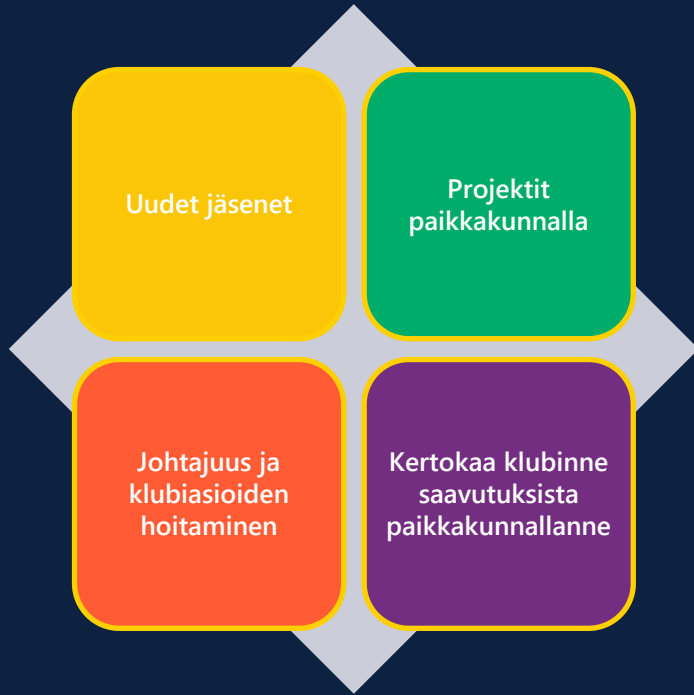 Uudet jäsenet
Projektit
paikkakunnalla
Johtajuus ja
klubiasioiden
hoitaminen
Kertokaa klubinne
saavutuksista
paikkakunnallanne